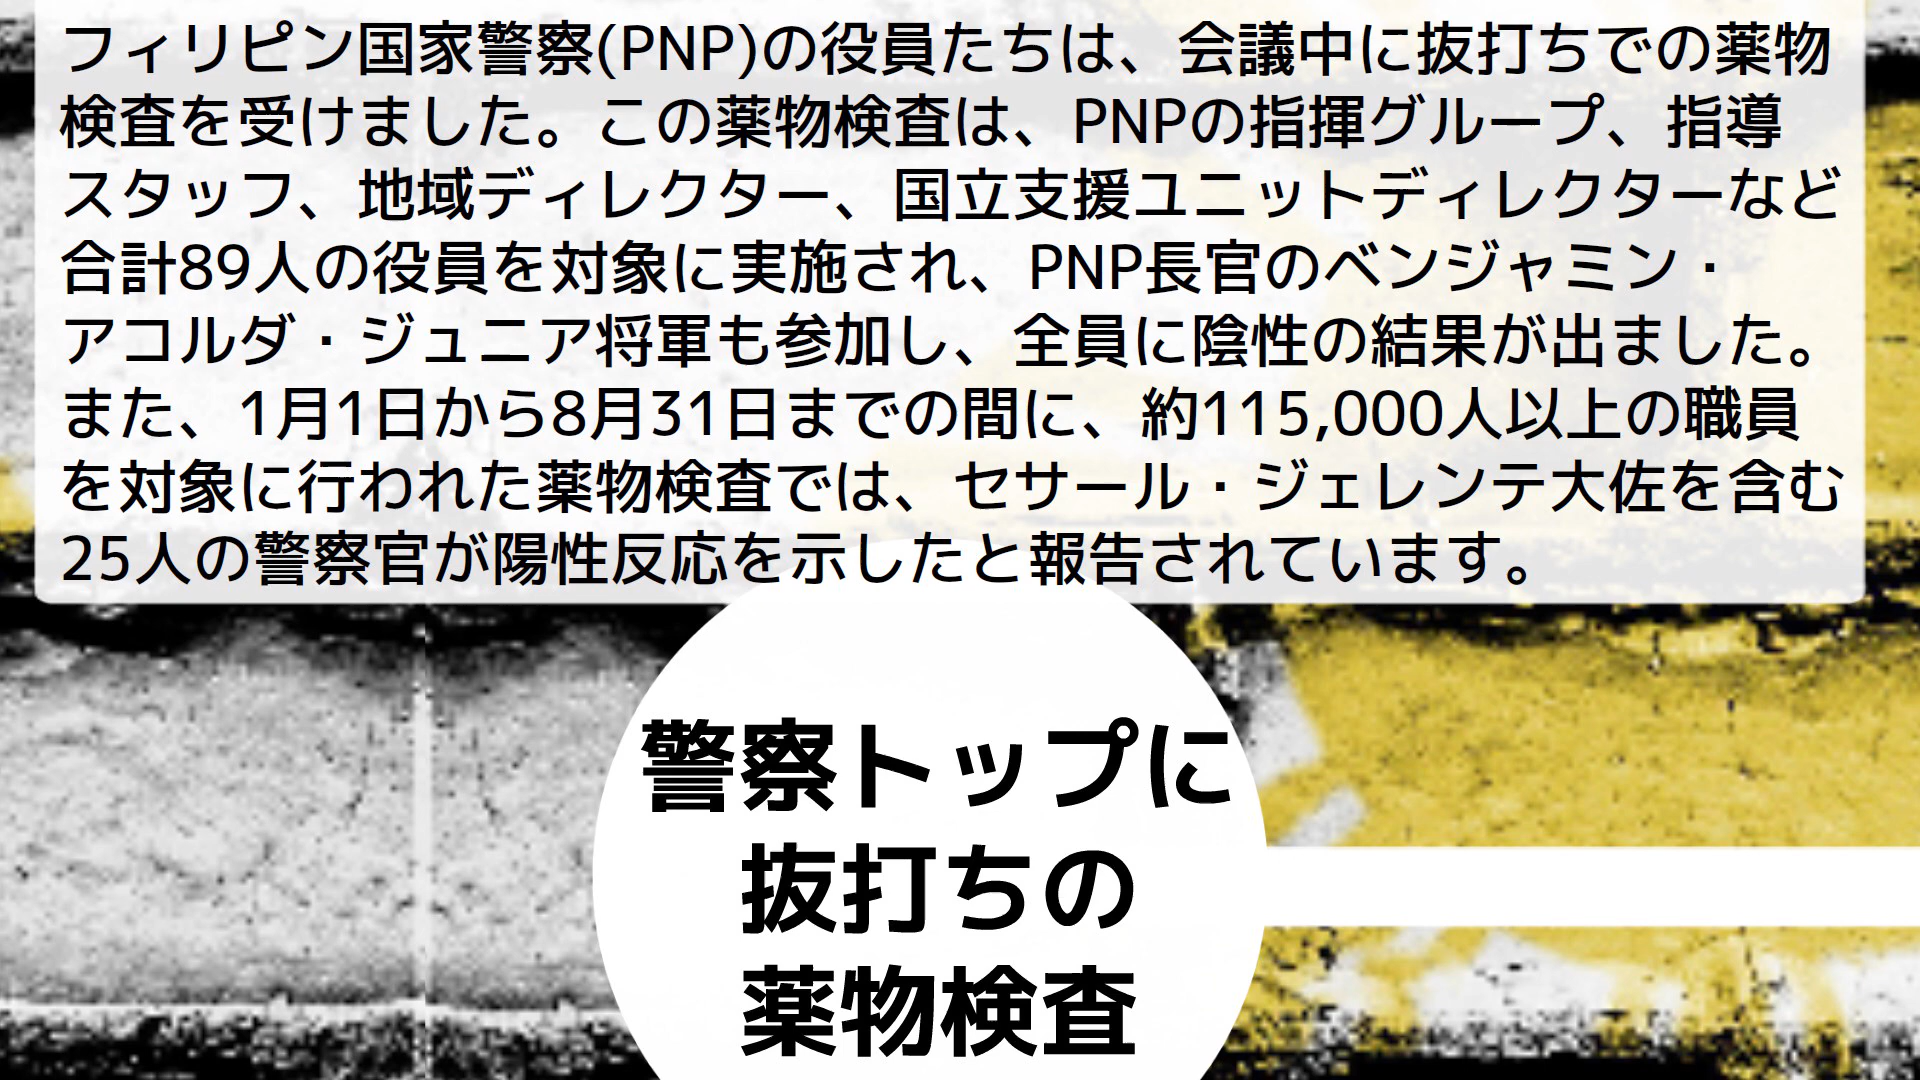 フィリピン国家警察(PNP)の役員たちは、会議中に抜打ちでの薬物
検査を受けました。この薬物検査は、PNPの指揮グループ、指導
スタッフ、地域ディレクター、国立支援ユニットディレクターなど
合計89人の役員を対象に実施され、PNP長官のベンジャミン・
アコルダ・ジュニア将軍も参加し、全員に陰性の結果が出ました。
また、1月1日から8月31日までの間に、約115,000人以上の職員
を対象に行われた薬物検査では、セサール・ジェレンテ大佐を含む
25人の警察官が陽性反応を示したと報告されています。
警察トップに
抜打ちの
薬物検査